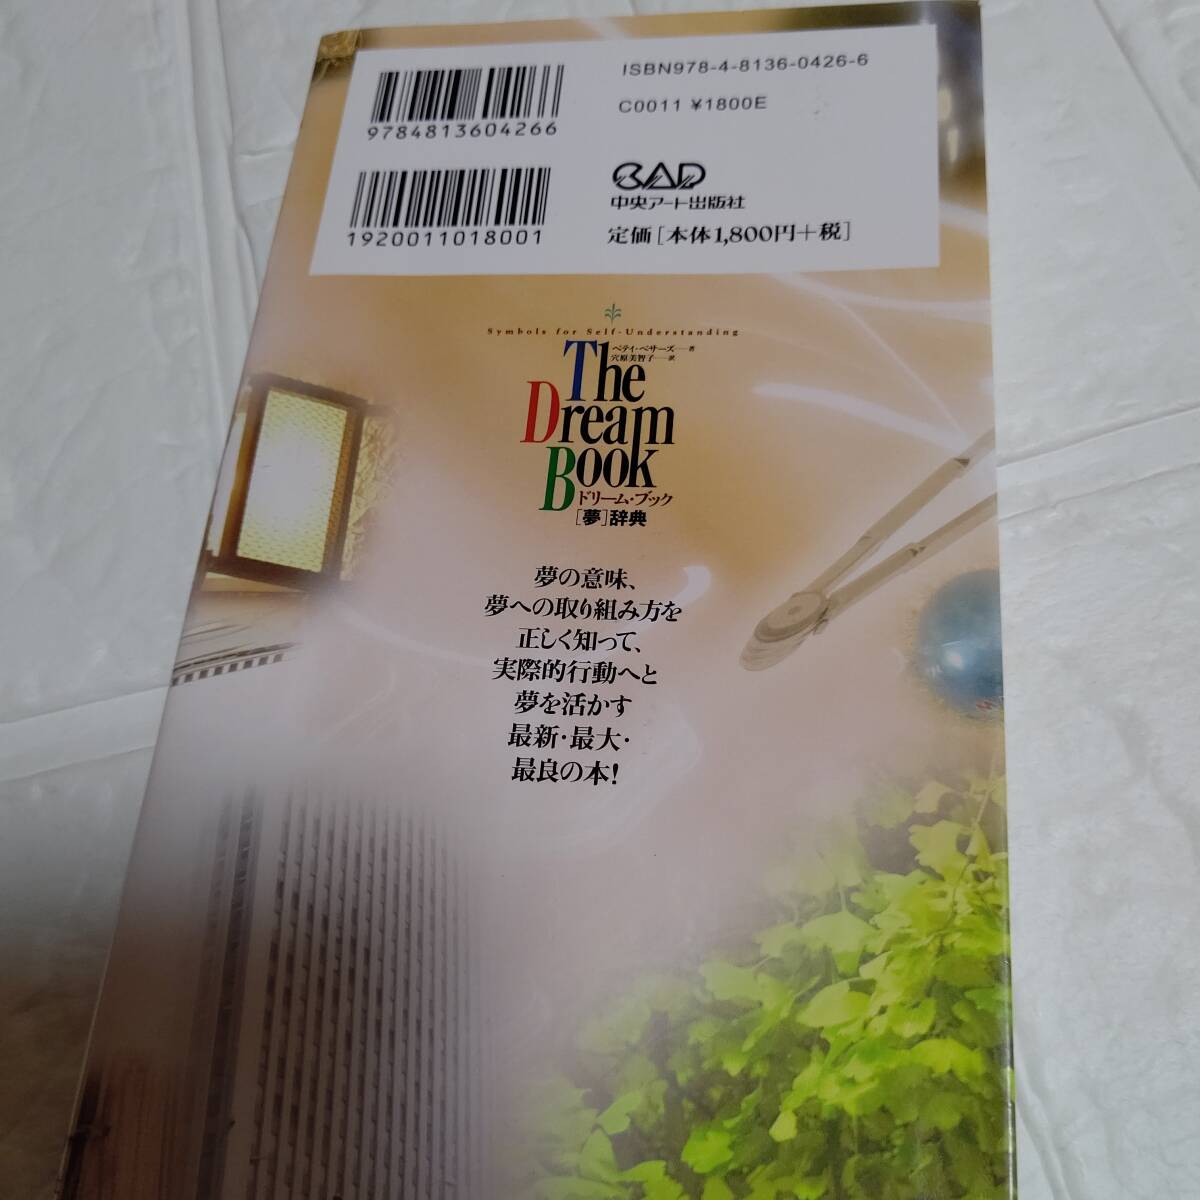 ISBN978-4-8136-0426-6
C0011 ¥1800E
9784813604266
1920011018001
CAP
中央アート出版社
定価[本体1,800円+税]
Symbols for Self-Understanding
ベティ・ベサーズ──著
穴原美智子──訳
The
Dream
Book
ドリーム・ブック
[夢]辞典
夢の意味、
夢への取り組み方を
正しく知って、
実際的行動へと
夢を活かす
最新・最大・
最良の本!